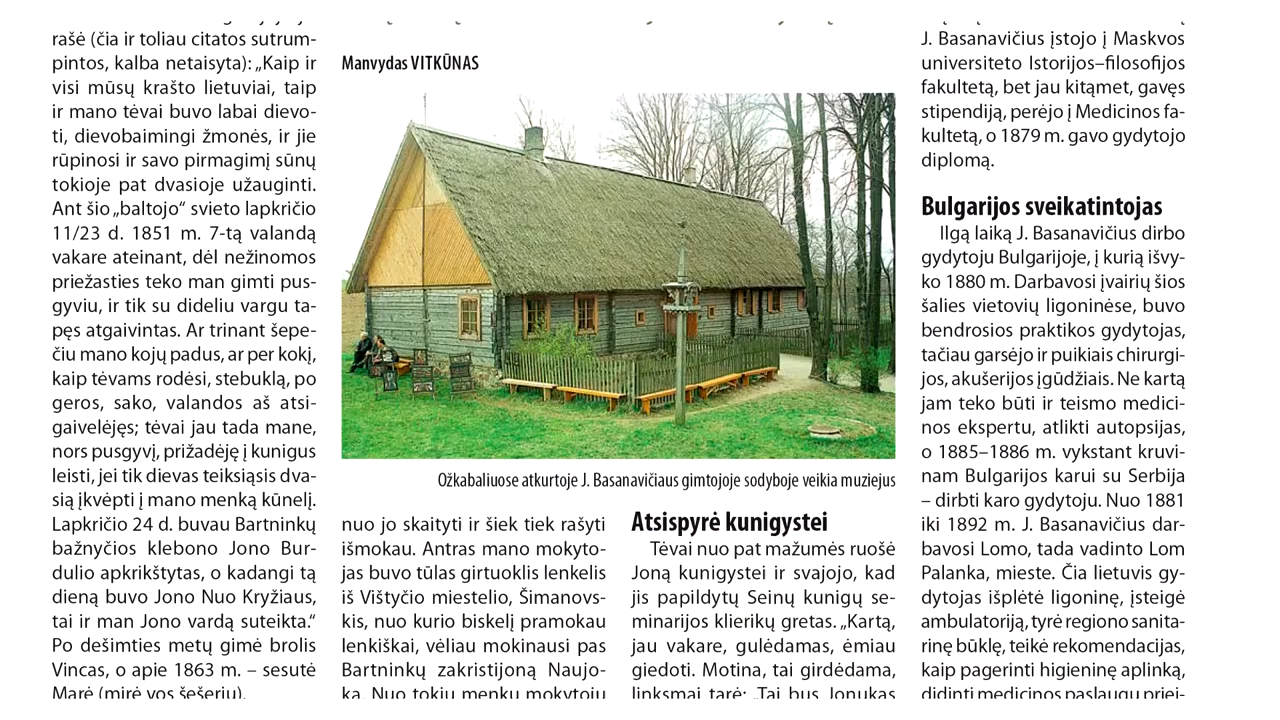 rašė (čia ir toliau citatos sutrum-
pintos, kalba netaisyta): „Kaip ir
visi mūsų krašto lietuviai, taip
ir mano tėvai buvo labai dievo-
ti, dievobaimingi žmonės, ir jie
rūpinosi ir savo pirmagimį sūnų
tokioje pat dvasioje užauginti.
Ant šio „baltojo“ svieto lapkričio
11/23 d. 1851 m. 7-tą valandą
vakare ateinant, dėl nežinomos
priežasties teko man gimti pus-
gyviu, ir tik su dideliu vargu ta-
pęs atgaivintas. Ar trinant šepe-
čiu mano kojų padus, ar per kokį,
kaip tėvams rodėsi, stebuklą, po
geros, sako, valandos aš atsi-
gaivelėjęs; tėvai jau tada mane,
nors pusgyvį, prižadėję į kunigus
leisti, jei tik dievas teiksiąsis dva-
sią įkvėpti į mano menką kūnelį.
Lapkričio 24 d. buvau Bartninkų
bažnyčios klebono Jono Bur-
dulio apkrikštytas, o kadangi tą
dieną buvo Jono Nuo Kryžiaus,
tai ir man Jono vardą suteikta.“
Po dešimties metų gimė brolis
Vincas, o apie 1863 m. – sesutė
Marė (mirė vos šešerių).
Manvydas VITKŪNAS
Ožkabaliuose atkurtoje J. Basanavičiaus gimtojoje sodyboje veikia muziejus
nuo jo skaityti ir šiek tiek rašyti
išmokau. Antras mano mokyto-
jas buvo tūlas girtuoklis lenkelis
iš Vištyčio miestelio, Šimanovs-
kis, nuo kurio biskelį pramokau
lenkiškai, vėliau mokinausi pas
Bartninkų zakristijoną Naujo-
ką. Nuo tokių menkų mokytojų
Atsispyrė kunigystei
Tėvai nuo pat mažumės ruošė
Joną kunigystei ir svajojo, kad
jis papildytų Seinų kunigų se-
minarijos klierikų gretas. „Kartą,
jau vakare, gulėdamas, ėmiau
giedoti. Motina, tai girdėdama,
linksmai tarė: „Tai bus Jonukas
J. Basanavičius įstojo į Maskvos
universiteto Istorijos–filosofijos
fakultetą, bet jau kitąmet, gavęs
stipendiją, perėjo į Medicinos fa-
kultetą, o 1879 m. gavo gydytojo
diplomą.
Bulgarijos sveikatintojas
Ilgą laiką J. Basanavičius dirbo
gydytoju Bulgarijoje, į kurią išvy-
ko 1880 m. Darbavosi įvairių šios
šalies vietovių ligoninėse, buvo
bendrosios praktikos gydytojas,
tačiau garsėjo ir puikiais chirurgi-
jos, akušerijos įgūdžiais. Ne kartą
jam teko būti ir teismo medici-
nos ekspertu, atlikti autopsijas,
o 1885–1886 m. vykstant kruvi-
nam Bulgarijos karui su Serbija
– dirbti karo gydytoju. Nuo 1881
iki 1892 m. J. Basanavičius dar-
bavosi Lomo, tada vadinto Lom
Palanka, mieste. Čia lietuvis gy-
dytojas išplėtė ligoninę, įsteigė
ambulatoriją, tyrė regiono sanita-
rinę būklę, teikė rekomendacijas,
kaip pagerinti higieninę aplinką,
didinti medicinos paslaugų priei-